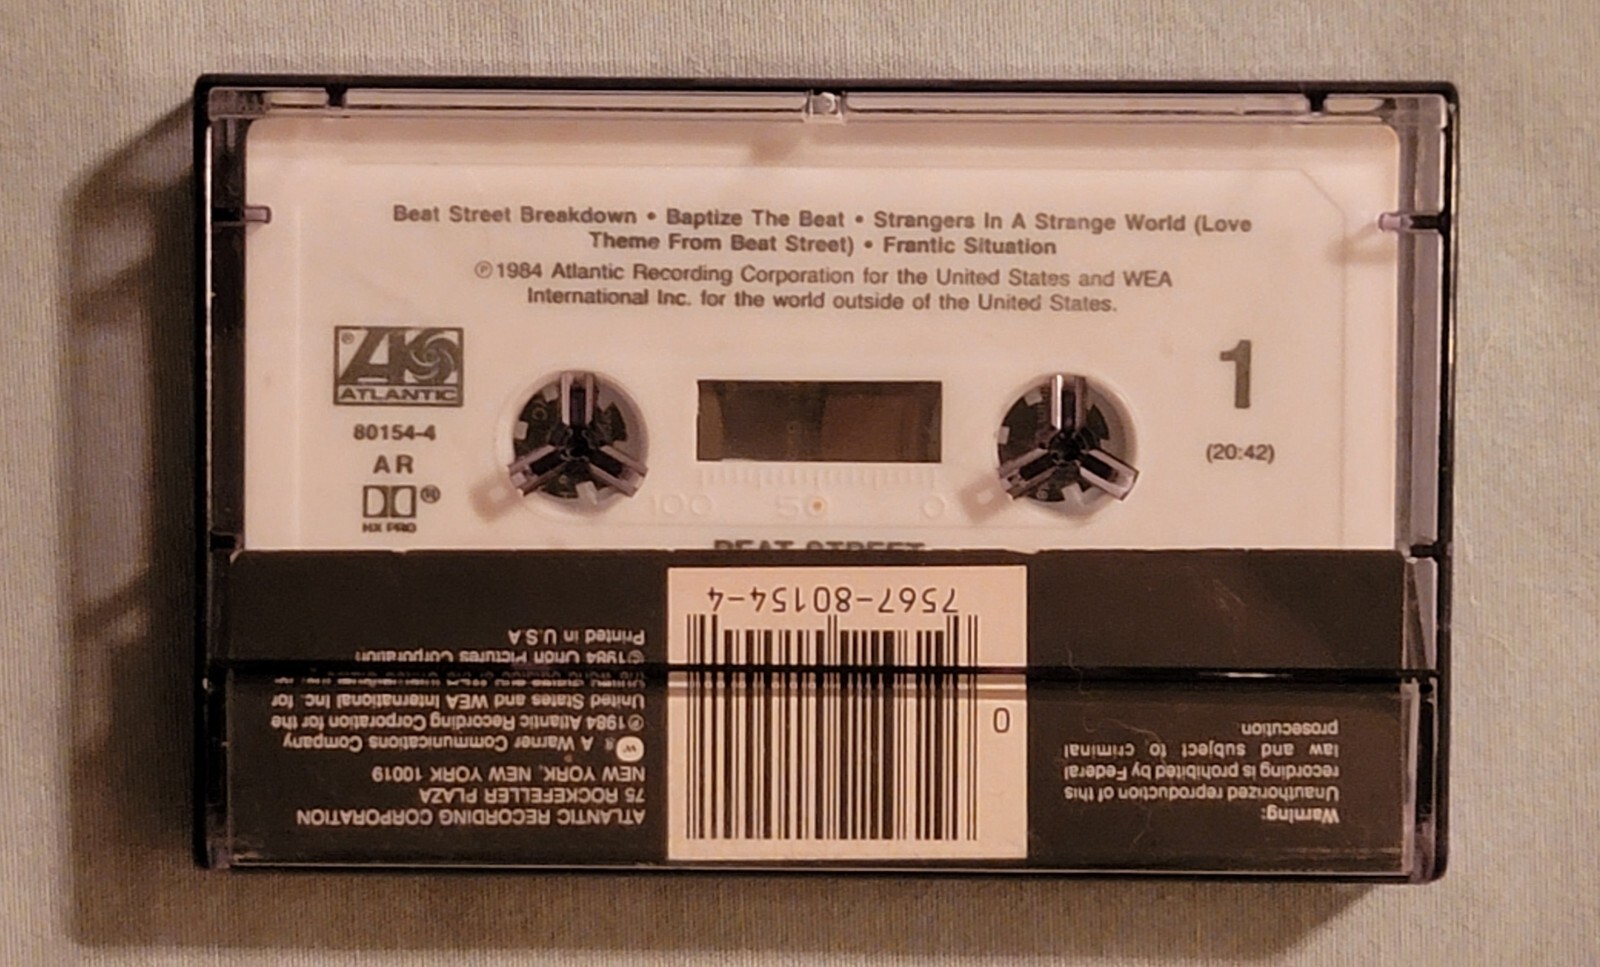 Beat Street Breakdown • Baptize The Beat • Strangers In A Strange World (Love
Theme From Beat Street) • Frantic Situation
℗1984 Atlantic Recording Corporation for the United States and WEA
International Inc. for the world outside of the United States.
®
ATLANTIC
80154-4
AR
®
HX PRO
1
(20:42)
100 50 0
BEAT STREET
7567-80154-4
0
ATLANTIC RECORDING CORPORATION
75 ROCKEFELLER PLAZA
NEW YORK, NEW YORK 10019
A Warner Communications Company
℗1984 Atlantic Recording Corporation for the
United States and WEA International Inc. for
©1984 Orion Pictures Corporation
Printed in U.S.A
Warning:
Unauthorized reproduction of this
recording is prohibited by Federal
law and subject to criminal
prosecution